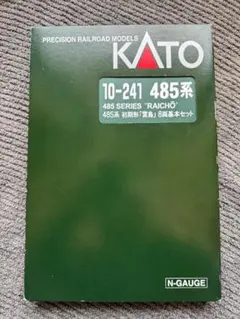 PRECISION RAILROAD MODELS
KATO
10-241 485系
485 SERIES "RAICHŌ"
485系 初期形「雷鳥」8両基本セット
N-GAUGE